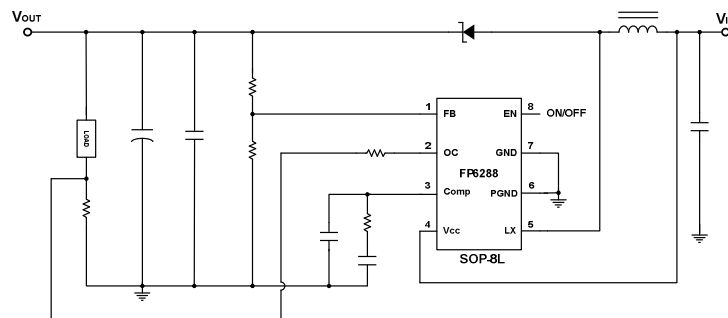 VOUT
LOAD
1 FB EN 8 ON/OFF
2 OC GND 7
FP6288
3 Comp PGND 6
4 Vcc LX 5
SOP-8L